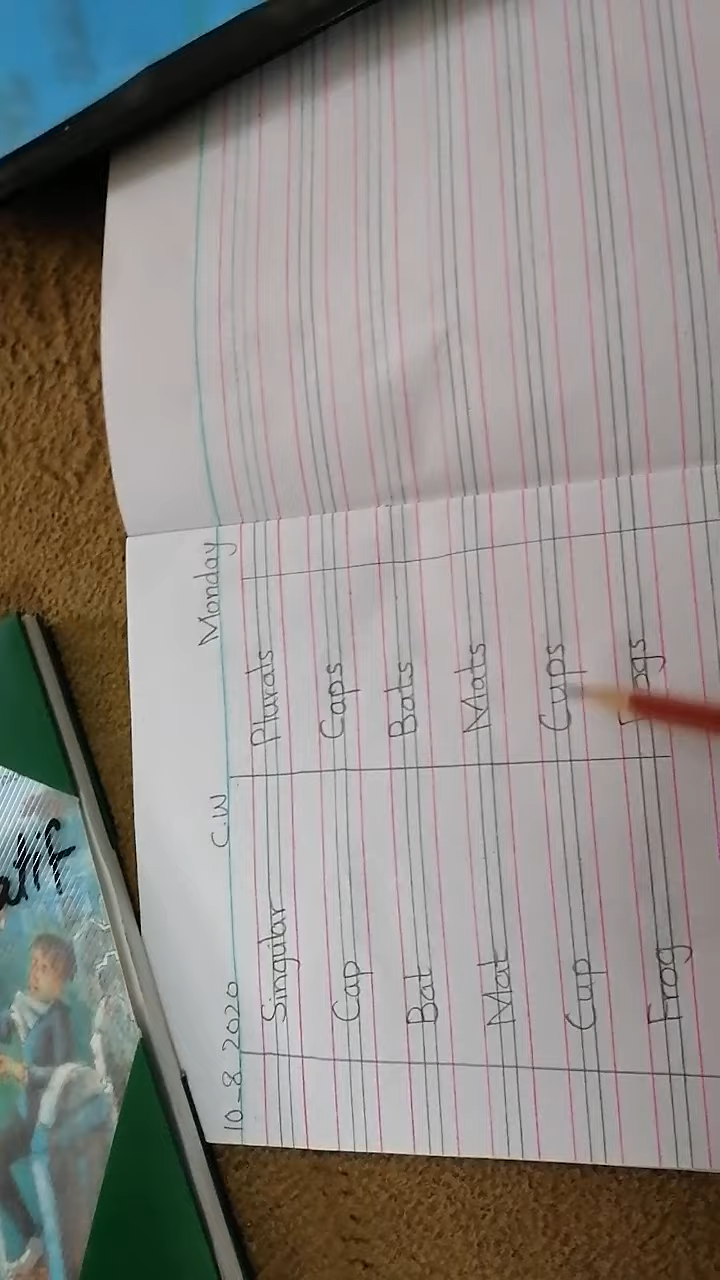 10_8_2020 C.W Monday
Singular Plurals
Cap Caps
Bat Bats
Mat Mats
Cup Cups
Frog